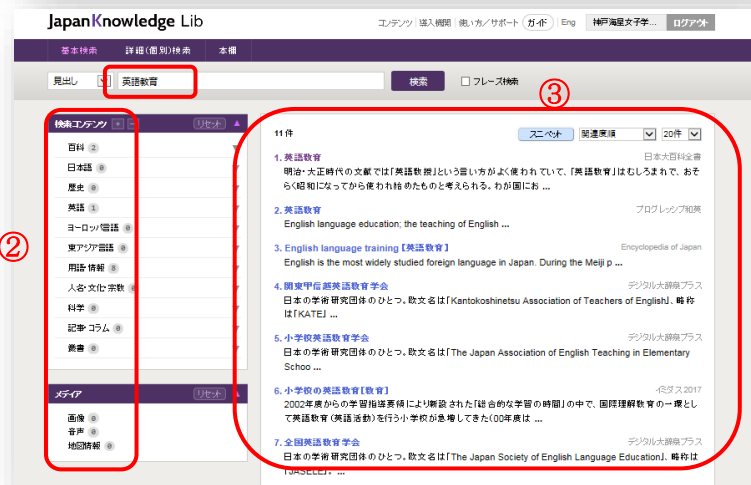 JapanKnowledge Lib
コンテンツ 導入機関 使い方/サポート ガイド Eng 神戸海星女子学... ログアウト
基本検索 詳細(個別)検索 本棚
見出し 英語教育 検索 フレーズ検索
③
検索コンテンツ + − リセット ▲
百科 2
日本語 0
歴史 0
英語 1
ヨーロッパ言語 0
②
東アジア言語 0
用語・情報 8
人名・文化・宗教 0
科学 0
記事・コラム 0
叢書 0
メディア リセット ▲
画像 0
音声 0
地図情報 0
11件 スニペット 関連度順 20件
1. 英語教育 日本大百科全書
明治・大正時代の文献では「英語教授」という言い方がよく使われていて、「英語教育」はむしろまれで、おそ
らく昭和になってから使われ始めたものと考えられる。わが国にお ...
2. 英語教育 プログレッシブ和英
English language education; the teaching of English ...
3. English language training【英語教育】 Encyclopedia of Japan
English is the most widely studied foreign language in Japan. During the Meiji p ...
4. 関東甲信越英語教育学会 デジタル大辞泉プラス
日本の学術研究団体のひとつ。欧文名は「Kantokoshinetsu Association of Teachers of English」、略称
は「KATE」 ...
5. 小学校英語教育学会 デジタル大辞泉プラス
日本の学術研究団体のひとつ。欧文名は「The Japan Association of English Teaching in Elementary
Schoo ...
6. 小学校の英語教育[教育] イミダス 2017
2002年度からの学習指導要領により新設された「総合的な学習の時間」の中で、国際理解教育の一環とし
て英語教育(英語活動)を行う小学校が急増してきた(00年度は ...
7. 全国英語教育学会 デジタル大辞泉プラス
日本の学術研究団体のひとつ。欧文名は「The Japan Society of English Language Education」、略称は
「JASELE」。 ...